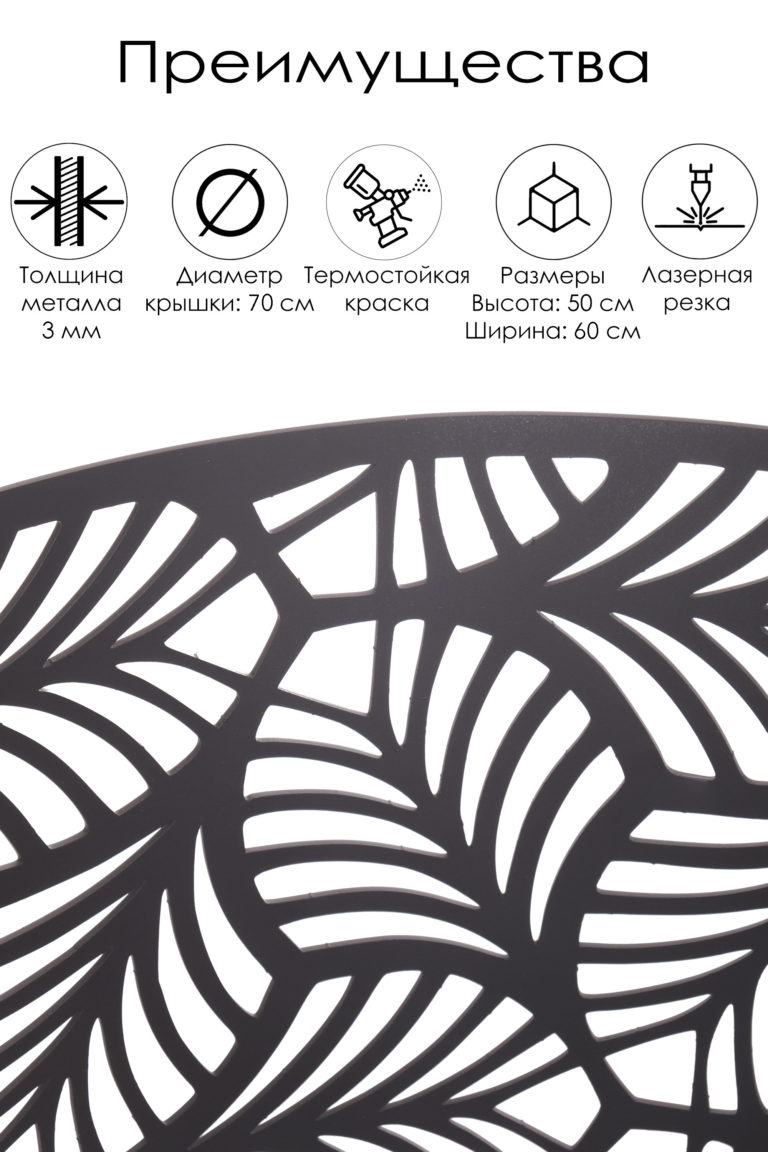 Преимущества
Толщина
металла
3 мм
Диаметр
крышки: 70 см
Термостойкая
краска
Размеры
Высота: 50 см
Ширина: 60 см
Лазерная
резка